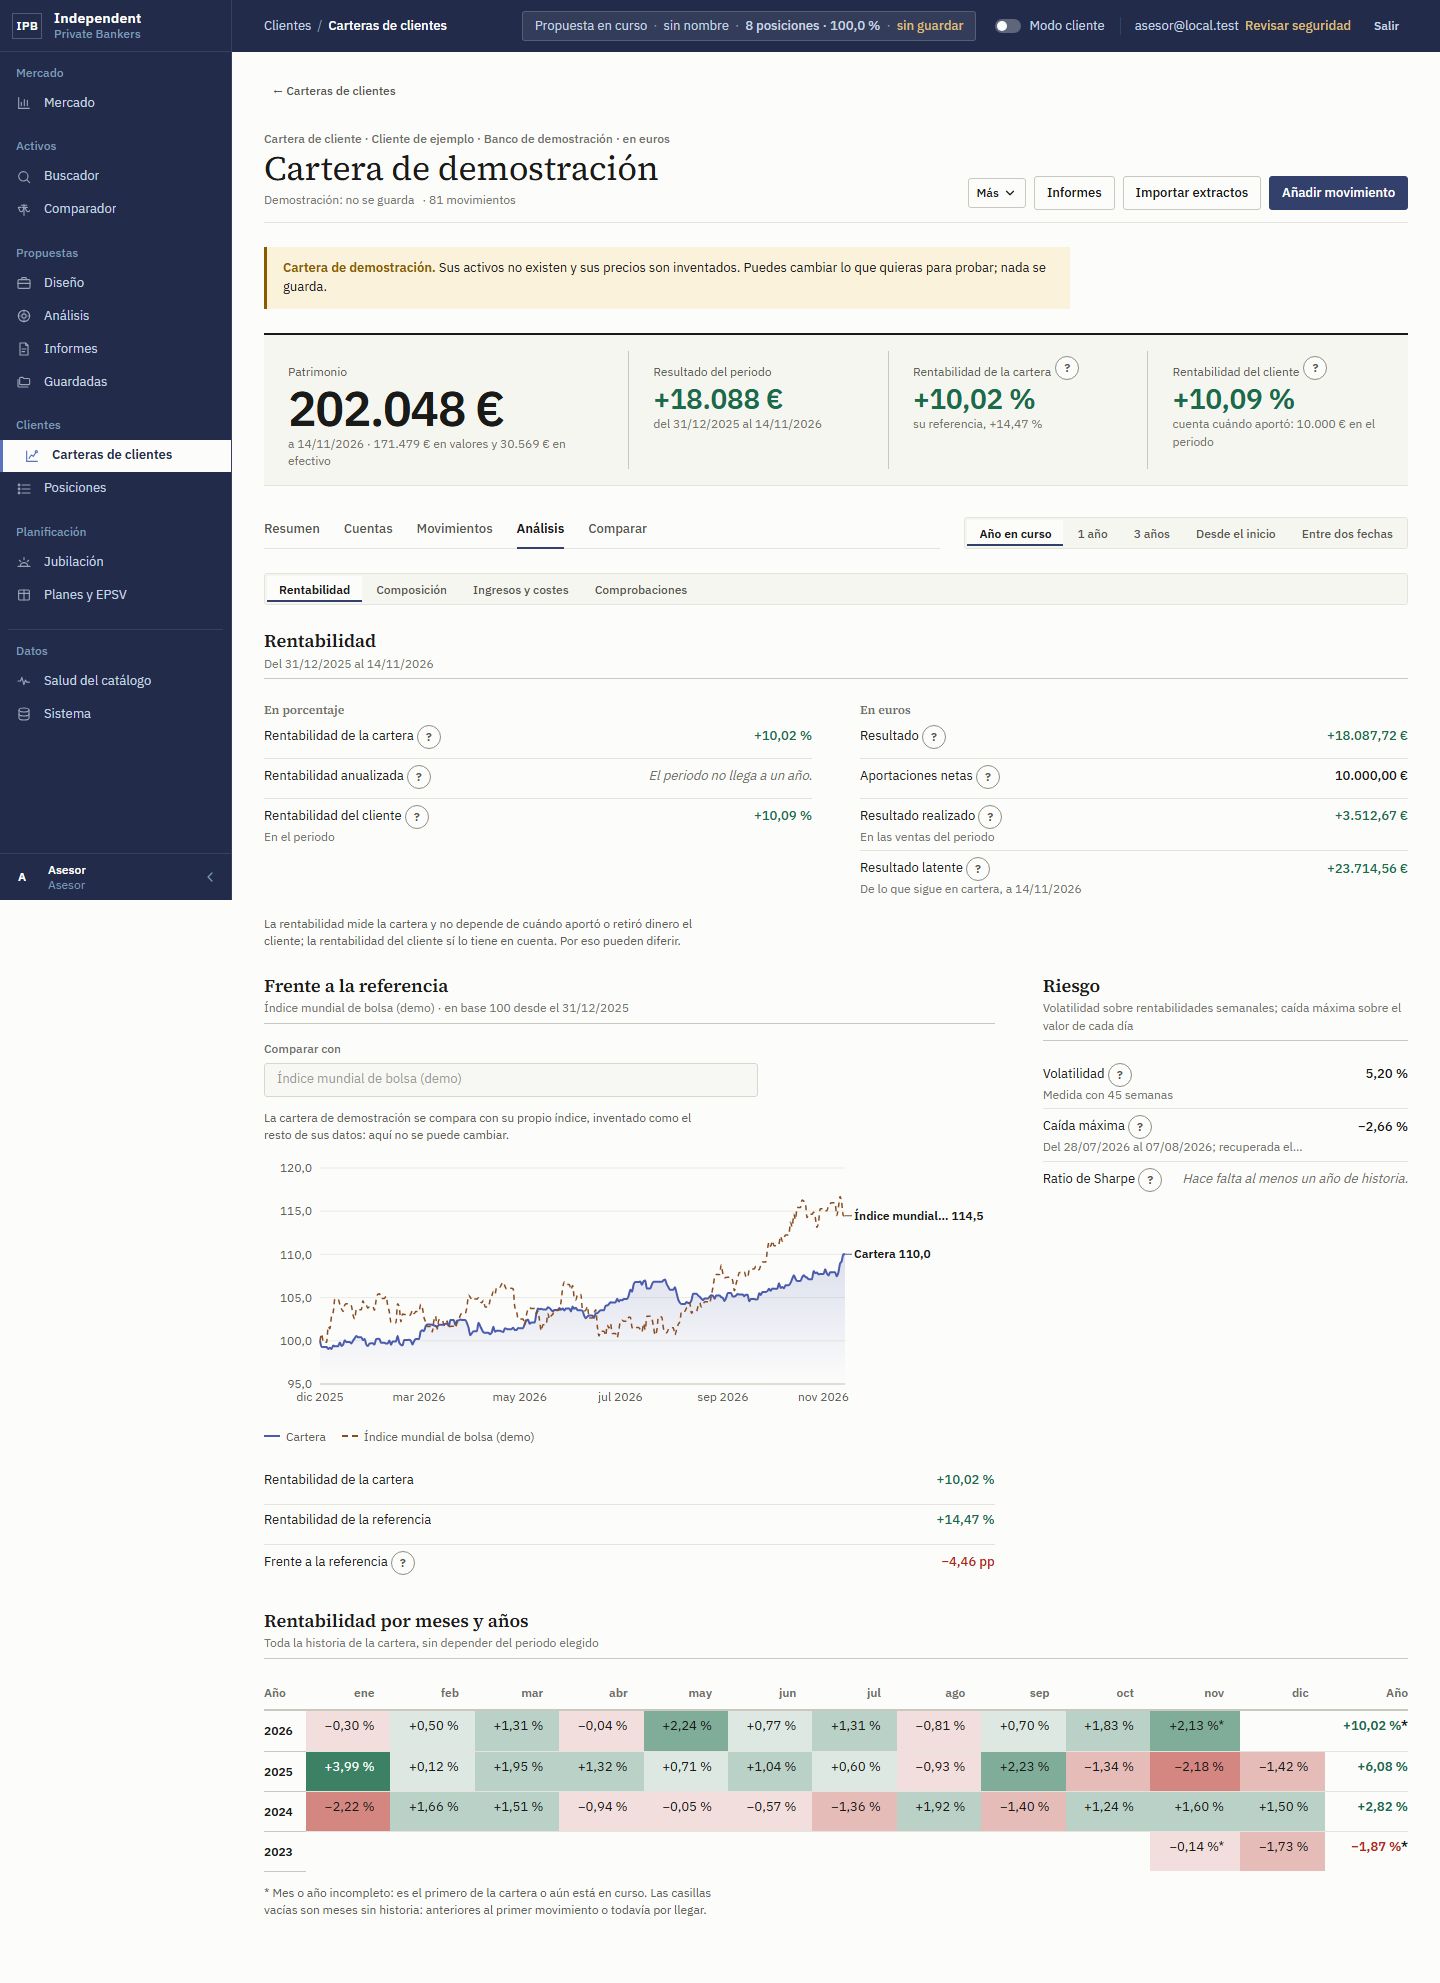 IPB
Independent
Private Bankers
Clientes / Carteras de clientes
Propuesta en curso · sin nombre · 8 posiciones · 100,0 % · sin guardar
Modo cliente
asesor@local.test Revisar seguridad
Salir
Mercado
Mercado
Activos
Buscador
Comparador
Propuestas
Diseño
Análisis
Informes
Guardadas
Clientes
Carteras de clientes
Posiciones
Planificación
Jubilación
Planes y EPSV
Datos
Salud del catálogo
Sistema
A
Asesor
Asesor
← Carteras de clientes
Cartera de cliente · Cliente de ejemplo · Banco de demostración · en euros
Cartera de demostración
Demostración: no se guarda · 81 movimientos
Más
Informes
Importar extractos
Añadir movimiento
Cartera de demostración. Sus activos no existen y sus precios son inventados. Puedes cambiar lo que quieras para probar; nada se
guarda.
Patrimonio
202.048 €
a 14/11/2026 · 171.479 € en valores y 30.569 € en
efectivo
Resultado del periodo
+18.088 €
del 31/12/2025 al 14/11/2026
Rentabilidad de la cartera ?
+10,02 %
su referencia, +14,47 %
Rentabilidad del cliente ?
+10,09 %
cuenta cuándo aportó: 10.000 € en el
periodo
Resumen Cuentas Movimientos Análisis Comparar
Año en curso 1 año 3 años Desde el inicio Entre dos fechas
Rentabilidad Composición Ingresos y costes Comprobaciones
Rentabilidad
Del 31/12/2025 al 14/11/2026
En porcentaje
Rentabilidad de la cartera ? +10,02 %
Rentabilidad anualizada ? El periodo no llega a un año.
Rentabilidad del cliente ? +10,09 %
En el periodo
En euros
Resultado ? +18.087,72 €
Aportaciones netas ? 10.000,00 €
Resultado realizado ? +3.512,67 €
En las ventas del periodo
Resultado latente ? +23.714,56 €
De lo que sigue en cartera, a 14/11/2026
La rentabilidad mide la cartera y no depende de cuándo aportó o retiró dinero el
cliente; la rentabilidad del cliente sí lo tiene en cuenta. Por eso pueden diferir.
Frente a la referencia
Índice mundial de bolsa (demo) · en base 100 desde el 31/12/2025
Comparar con
Índice mundial de bolsa (demo)
La cartera de demostración se compara con su propio índice, inventado como el
resto de sus datos: aquí no se puede cambiar.
120,0
115,0
110,0
105,0
100,0
95,0
dic 2025 mar 2026 may 2026 jul 2026 sep 2026 nov 2026
Índice mundial... 114,5
Cartera 110,0
Cartera Índice mundial de bolsa (demo)
Rentabilidad de la cartera +10,02 %
Rentabilidad de la referencia +14,47 %
Frente a la referencia ? −4,46 pp
Riesgo
Volatilidad sobre rentabilidades semanales; caída máxima sobre el
valor de cada día
Volatilidad ? 5,20 %
Medida con 45 semanas
Caída máxima ? −2,66 %
Del 28/07/2026 al 07/08/2026; recuperada el...
Ratio de Sharpe ? Hace falta al menos un año de historia.
Rentabilidad por meses y años
Toda la historia de la cartera, sin depender del periodo elegido
Año ene feb mar abr may jun jul ago sep oct nov dic Año
2026 −0,30 % +0,50 % +1,31 % −0,04 % +2,24 % +0,77 % +1,31 % −0,81 % +0,70 % +1,83 % +2,13 %* +10,02 %*
2025 +3,99 % +0,12 % +1,95 % +1,32 % +0,71 % +1,04 % +0,60 % −0,93 % +2,23 % −1,34 % −2,18 % −1,42 % +6,08 %
2024 −2,22 % +1,66 % +1,51 % −0,94 % −0,05 % −0,57 % −1,36 % +1,92 % −1,40 % +1,24 % +1,60 % +1,50 % +2,82 %
2023 −0,14 %* −1,73 % −1,87 %*
* Mes o año incompleto: es el primero de la cartera o aún está en curso. Las casillas
vacías son meses sin historia: anteriores al primer movimiento o todavía por llegar.